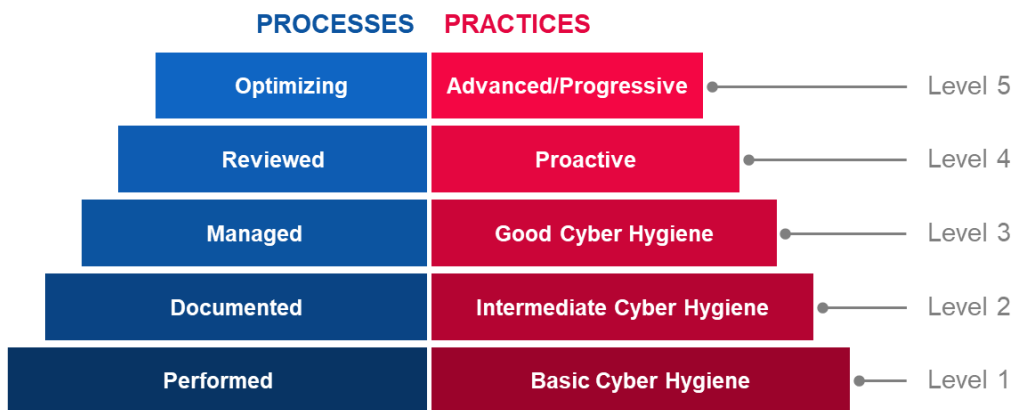 PROCESSES PRACTICES
Optimizing Advanced/Progressive Level 5
Reviewed Proactive Level 4
Managed Good Cyber Hygiene Level 3
Documented Intermediate Cyber Hygiene Level 2
Performed Basic Cyber Hygiene Level 1